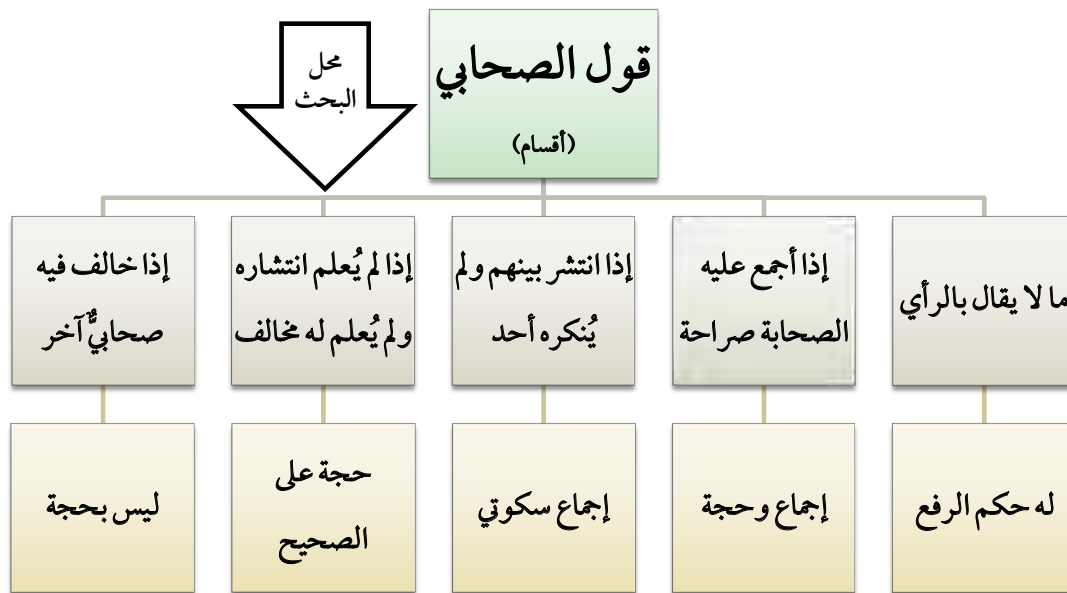 قول الصحابي
(أقسام)
محل
البحث
ما لا يقال بالرأي
إذا أجمع عليه
الصحابة صراحة
إذا انتشر بينهم ولم
يُنكره أحد
إذا لم يُعلم انتشاره
ولم يُعلم له مخالف
إذا خالف فيه
صحابيٌّ آخر
له حكم الرفع
إجماع وحجة
إجماع سكوتي
حجة على
الصحيح
ليس بحجة